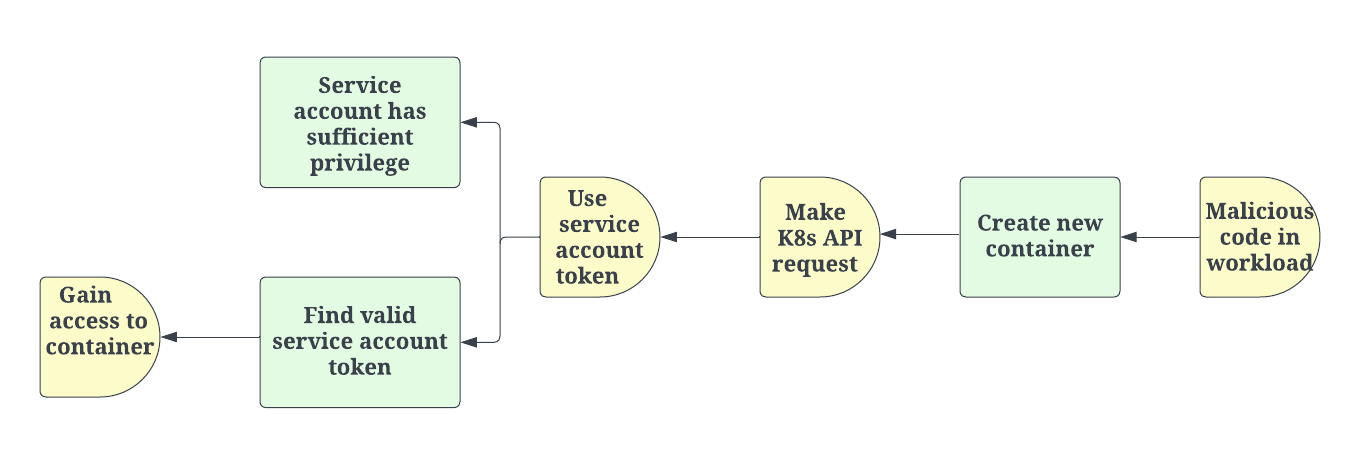 Service
account has
sufficient
privilege
Gain
access to
container
Find valid
service account
token
Use
service
account
token
Make
K8s API
request
Create new
container
Malicious
code in
workload